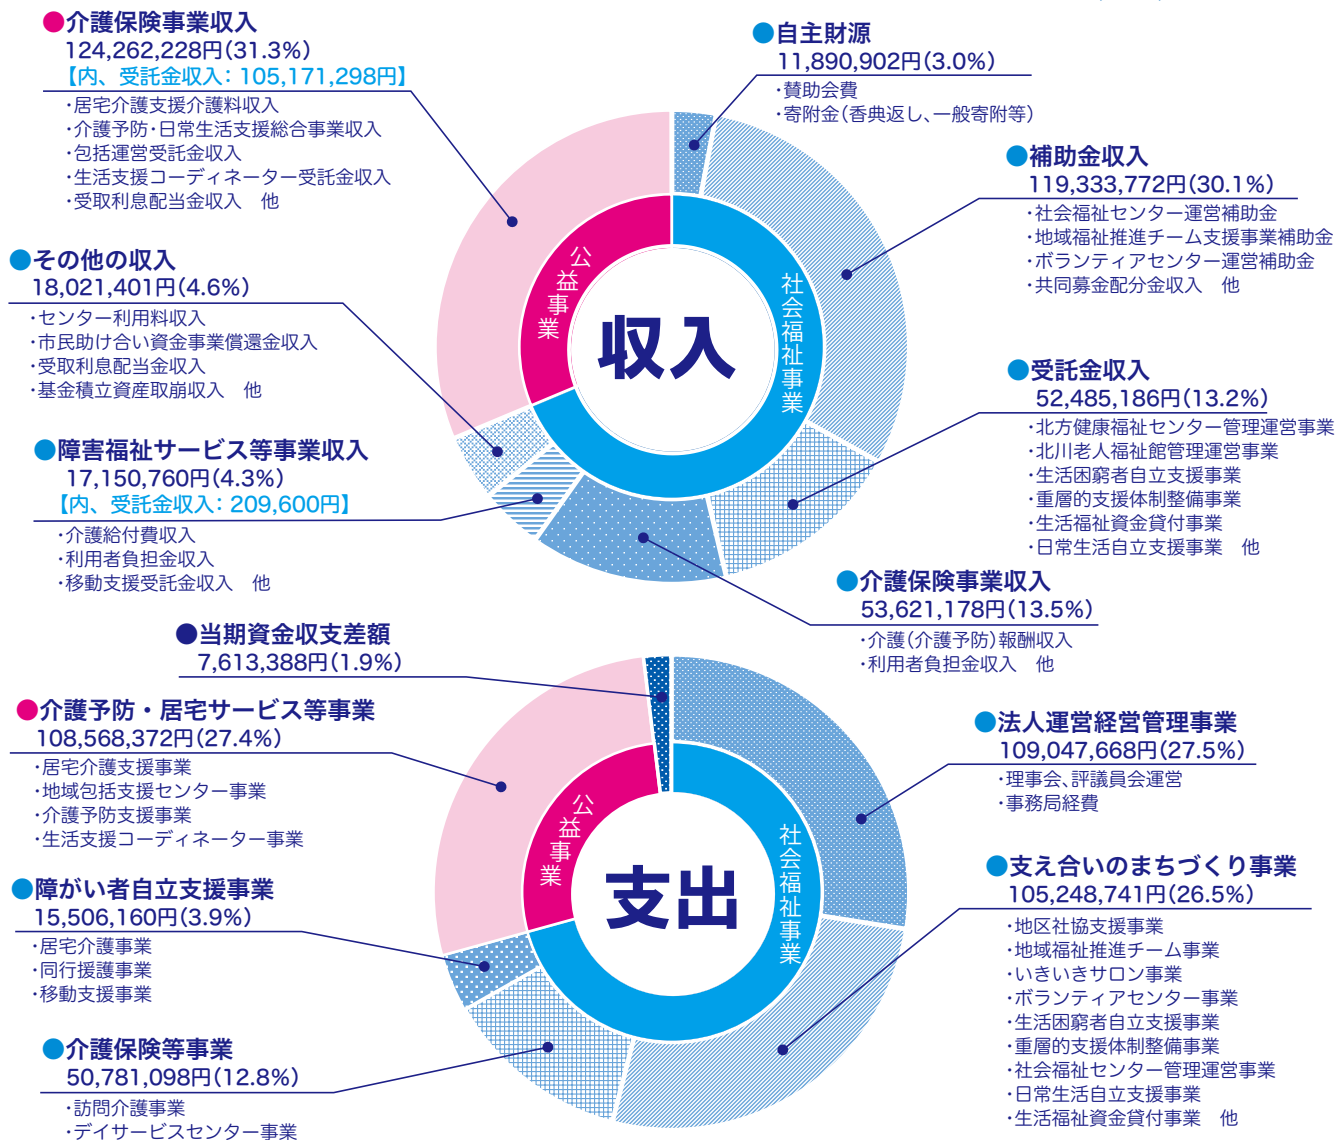 ●介護保険事業収入
124,262,228円(31.3%)
【内、受託金収入：105,171,298円】
・居宅介護支援介護料収入
・介護予防・日常生活支援総合事業収入
・包括運営受託金収入
・生活支援コーディネーター受託金収入
・受取利息配当金収入　他
●自主財源
11,890,902円(3.0%)
・賛助会費
・寄附金(香典返し、一般寄附等)
●補助金収入
119,333,772円(30.1%)
・社会福祉センター運営補助金
・地域福祉推進チーム支援事業補助金
・ボランティアセンター運営補助金
・共同募金配分金収入　他
●その他の収入
18,021,401円(4.6%)
・センター利用料収入
・市民助け合い資金事業償還金収入
・受取利息配当金収入
・基金積立資産取崩収入　他
●受託金収入
52,485,186円(13.2%)
・北方健康福祉センター管理運営事業
・北川老人福祉館管理運営事業
・生活困窮者自立支援事業
・重層的支援体制整備事業
・生活福祉資金貸付事業
・日常生活自立支援事業　他
●障害福祉サービス等事業収入
17,150,760円(4.3%)
【内、受託金収入：209,600円】
・介護給付費収入
・利用者負担金収入
・移動支援受託金収入　他
●介護保険事業収入
53,621,178円(13.5%)
・介護(介護予防)報酬収入
・利用者負担金収入　他
公益事業
社会福祉事業
収入
●当期資金収支差額
7,613,388円(1.9%)
●介護予防・居宅サービス等事業
108,568,372円(27.4%)
・居宅介護支援事業
・地域包括支援センター事業
・介護予防支援事業
・生活支援コーディネーター事業
●法人運営経営管理事業
109,047,668円(27.5%)
・理事会、評議員会運営
・事務局経費
●障がい者自立支援事業
15,506,160円(3.9%)
・居宅介護事業
・同行援護事業
・移動支援事業
●支え合いのまちづくり事業
105,248,741円(26.5%)
・地区社協支援事業
・地域福祉推進チーム事業
・いきいきサロン事業
・ボランティアセンター事業
・生活困窮者自立支援事業
・重層的支援体制整備事業
・社会福祉センター管理運営事業
・日常生活自立支援事業
・生活福祉資金貸付事業　他
●介護保険等事業
50,781,098円(12.8%)
・訪問介護事業
・デイサービスセンター事業
公益事業
社会福祉事業
支出